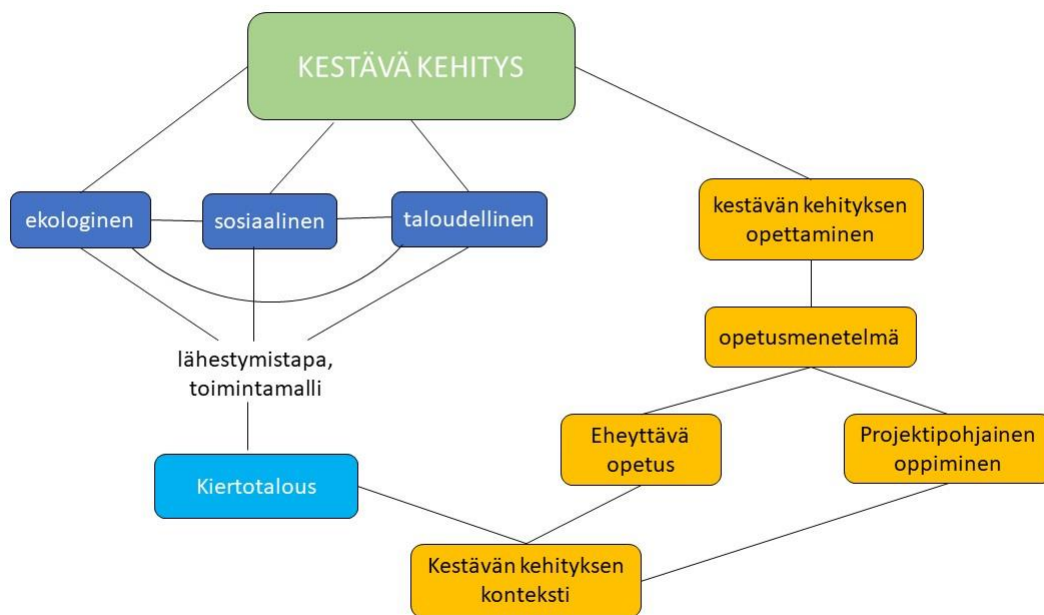 KESTÄVÄ KEHITYS
ekologinen
sosiaalinen
taloudellinen
kestävän kehityksen
opettaminen
opetusmenetelmä
lähestymistapa,
toimintamalli
Eheyttävä
opetus
Projektipohjainen
oppiminen
Kiertotalous
Kestävän kehityksen
konteksti